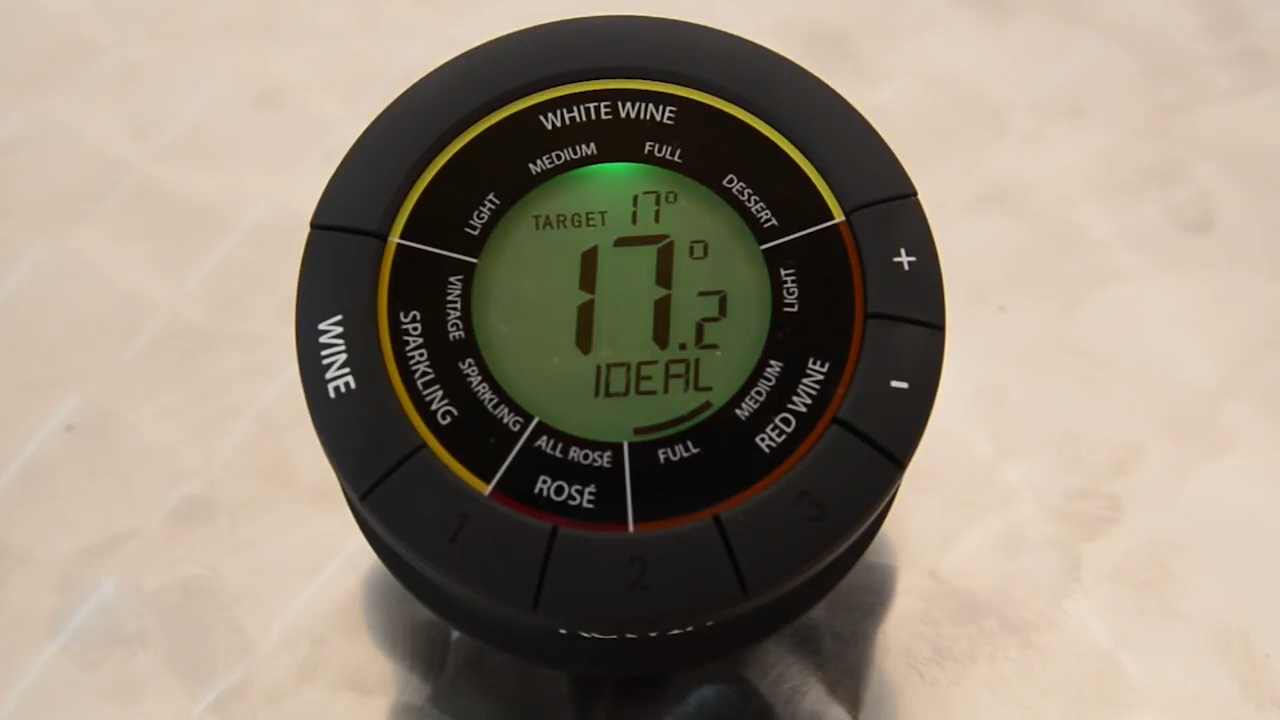 WHITE WINE
LIGHT
MEDIUM
FULL
DESSERT
TARGET 17°
17.2°
IDEAL
VINTAGE
SPARKLING
SPARKLING
ALL ROSÉ
ROSÉ
LIGHT
MEDIUM
FULL
RED WINE
WINE
+
-
1
2
3